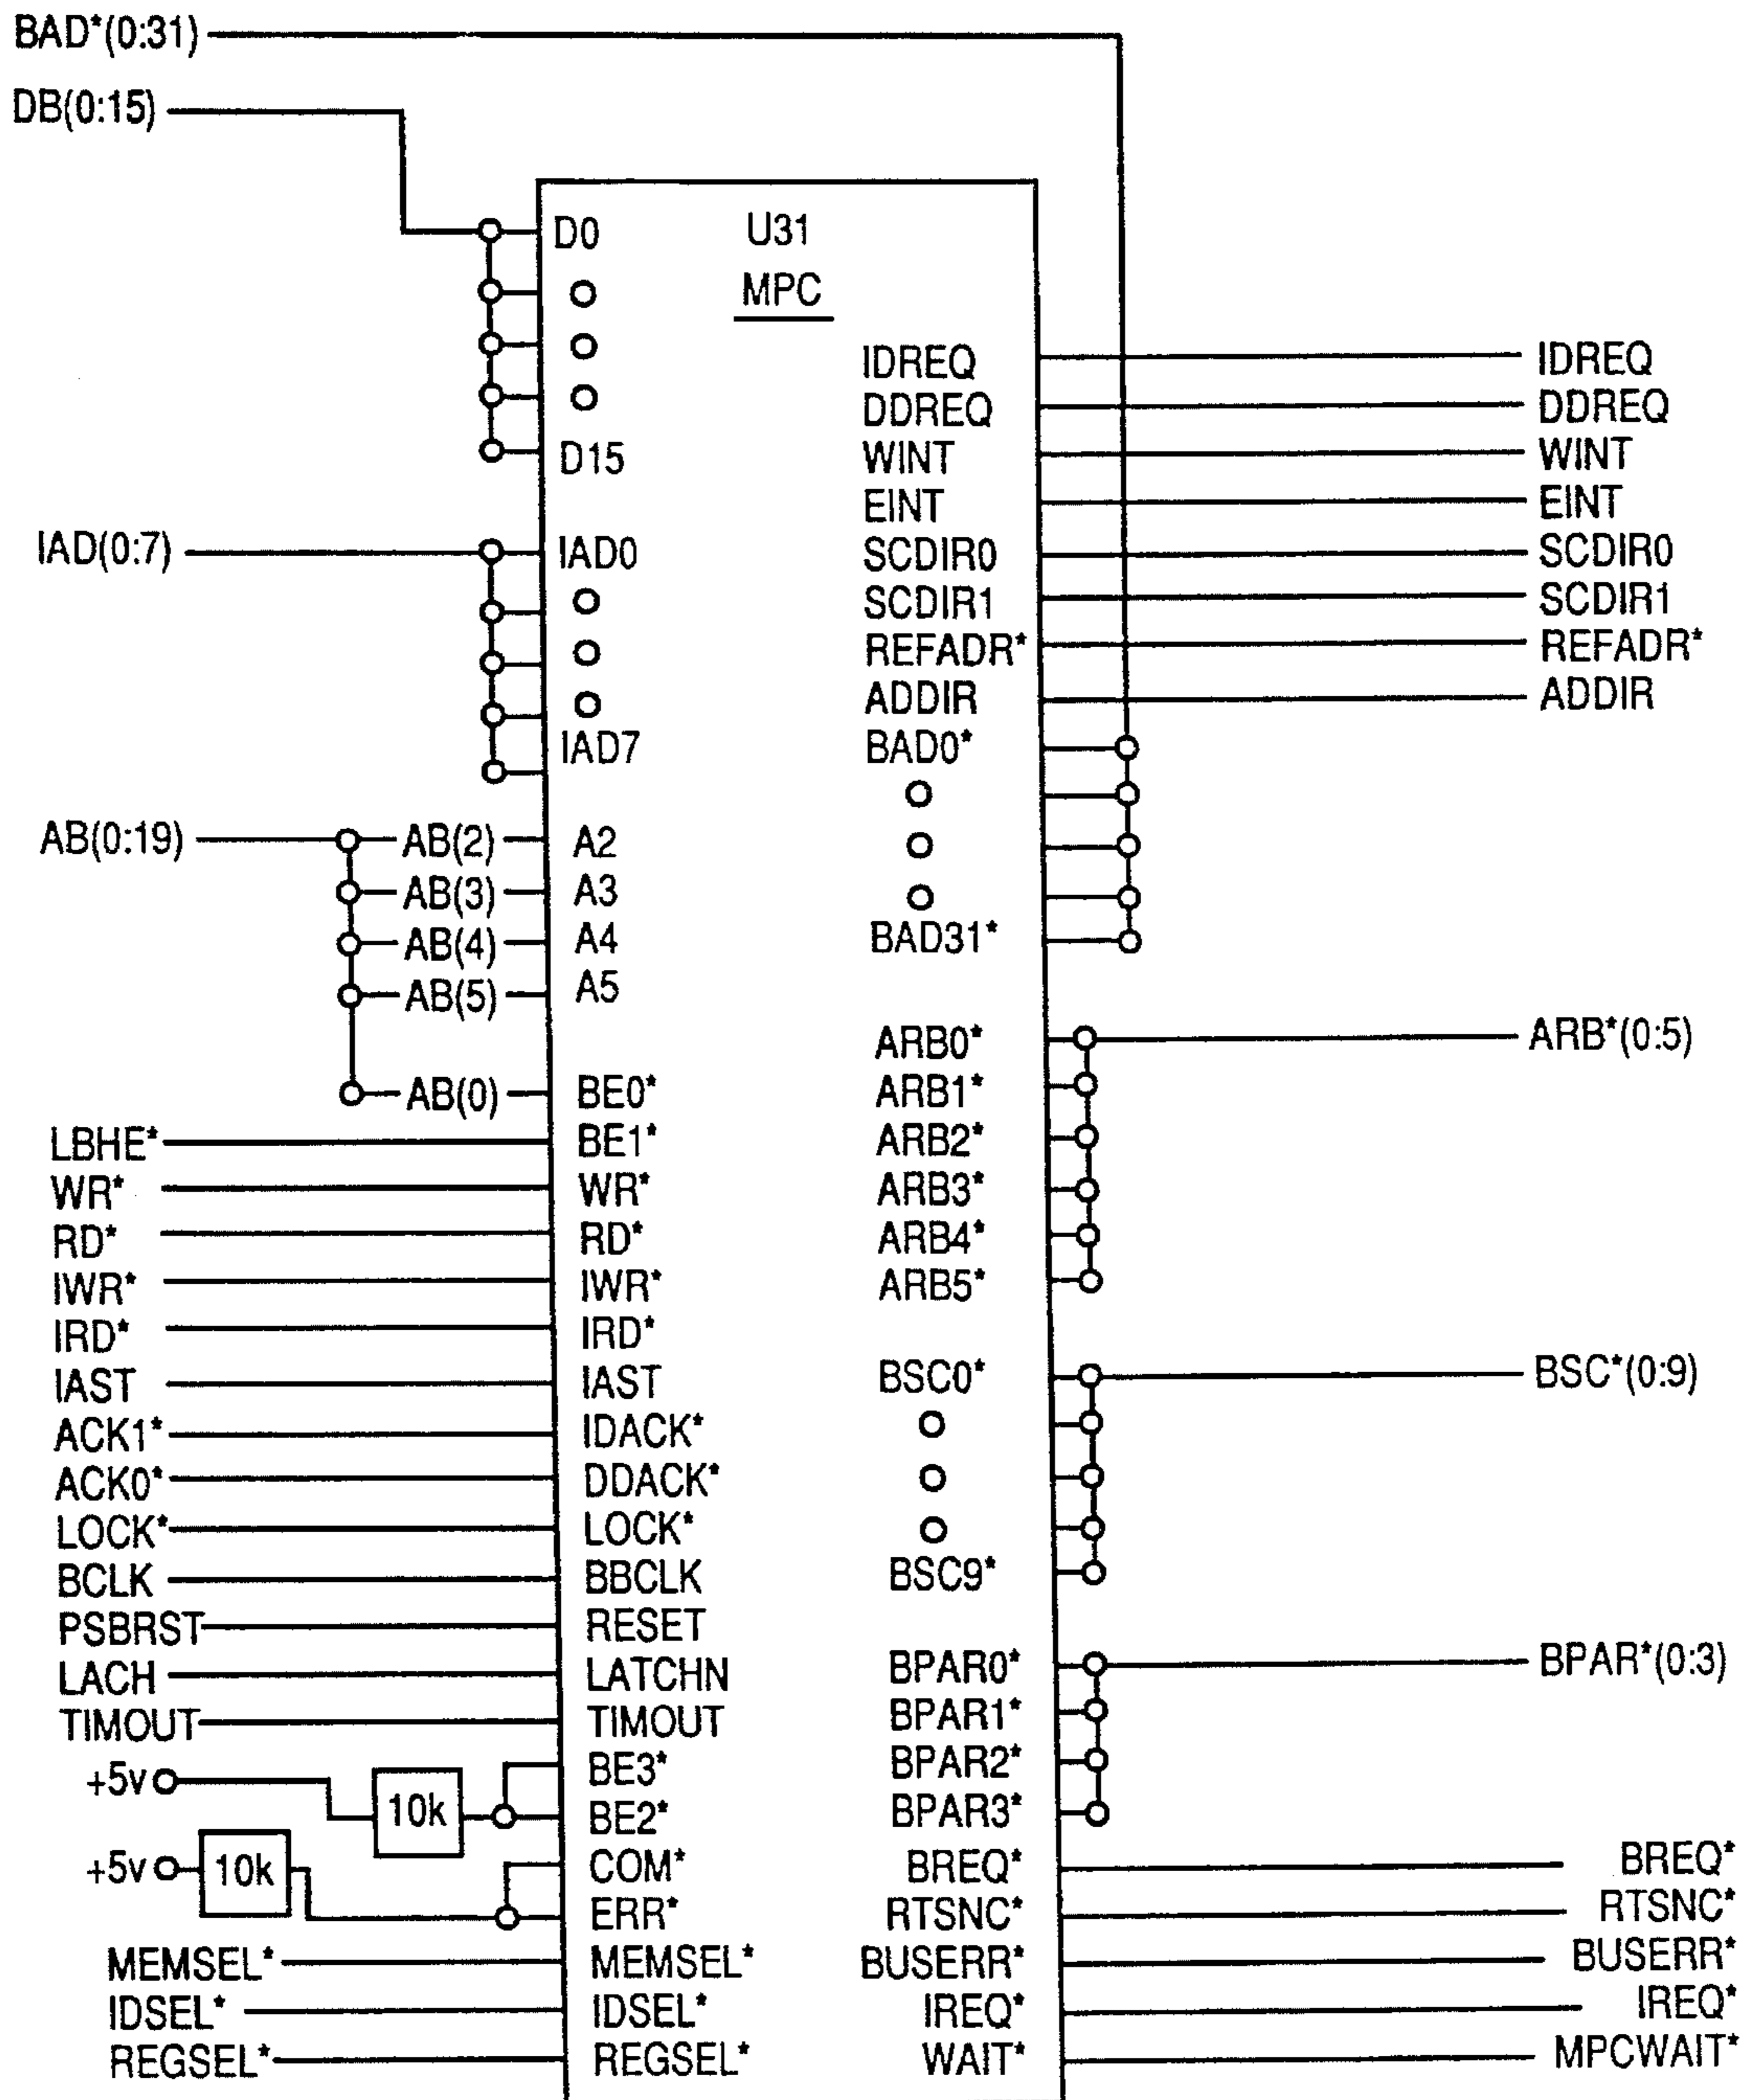 BAD*(0:31)
DB(0:15)
D0
U31
MPC
D15
IDREQ IDREQ
DDREQ DDREQ
WINT WINT
EINT EINT
IAD(0:7) IAD0 SCDIR0 SCDIR0
SCDIR1 SCDIR1
REFADR* REFADR*
ADDIR ADDIR
IAD7 BAD0*
AB(0:19) AB(2) A2
AB(3) A3
AB(4) A4 BAD31*
AB(5) A5
ARB0* ARB*(0:5)
AB(0) BE0* ARB1*
LBHE* BE1* ARB2*
WR* WR* ARB3*
RD* RD* ARB4*
IWR* IWR* ARB5*
IRD* IRD*
IAST IAST BSC0* BSC*(0:9)
ACK1* IDACK*
ACK0* DDACK*
LOCK* LOCK*
BCLK BBCLK BSC9*
PSBRST RESET
LACH LATCHN BPAR0* BPAR*(0:3)
TIMOUT TIMOUT BPAR1*
+5v BE3* BPAR2*
10k BE2* BPAR3*
+5v 10k COM* BREQ* BREQ*
ERR* RTSNC* RTSNC*
MEMSEL* MEMSEL* BUSERR* BUSERR*
IDSEL* IDSEL* IREQ* IREQ*
REGSEL* REGSEL* WAIT* MPCWAIT*